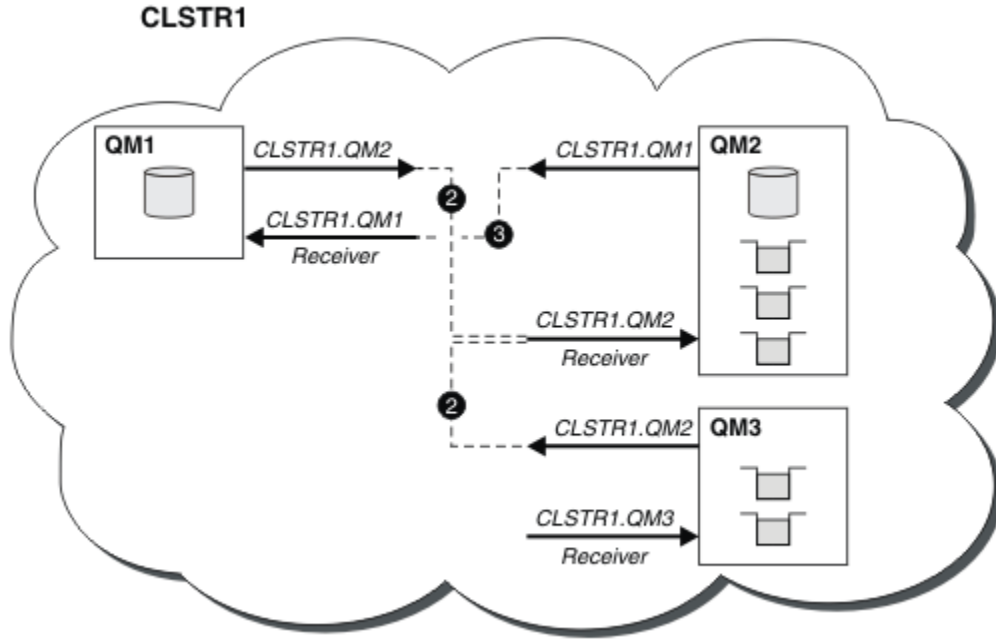 CLSTR1
QM1
CLSTR1.QM2
CLSTR1.QM1
QM2
2
CLSTR1.QM1
3
Receiver
CLSTR1.QM2
Receiver
2
CLSTR1.QM2
QM3
CLSTR1.QM3
Receiver